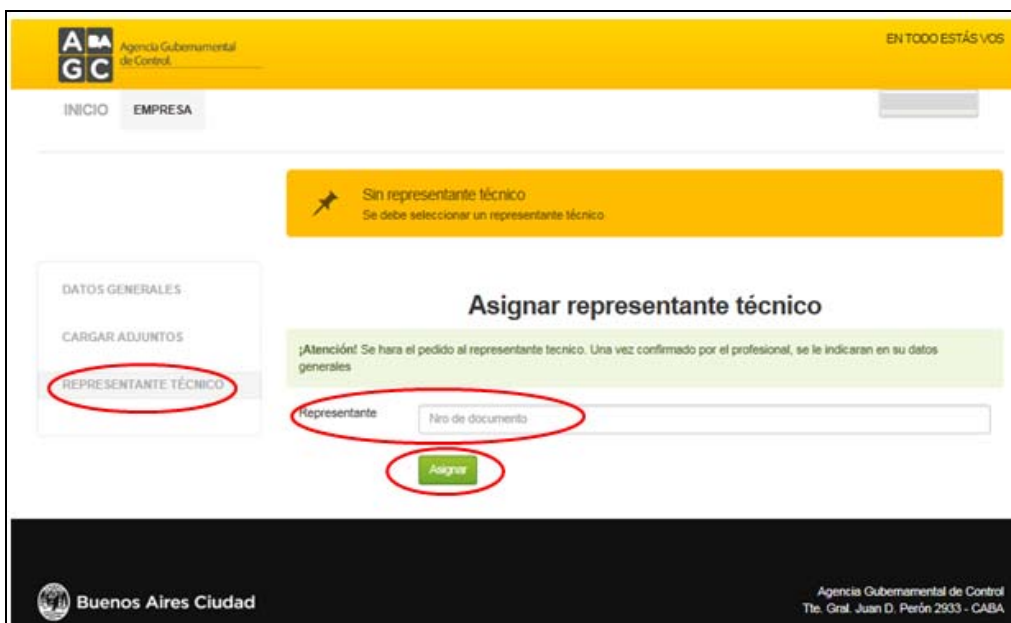 A BA
G C
Agencia Gubernamental
de Control.
EN TODO ESTÁS VOS
INICIO
EMPRESA
Sin representante técnico
Se debe seleccionar un representante técnico
DATOS GENERALES
CARGAR ADJUNTOS
REPRESENTANTE TÉCNICO
Asignar representante técnico
¡Atención! Se hara el pedido al representante tecnico. Una vez confirmado por el profesional, se le indicaran en su datos
generales
Representante
Nro de documento
Asignar
Buenos Aires Ciudad
Agencia Gubernamental de Control
Tte. Gral. Juan D. Perón 2933 - CABA